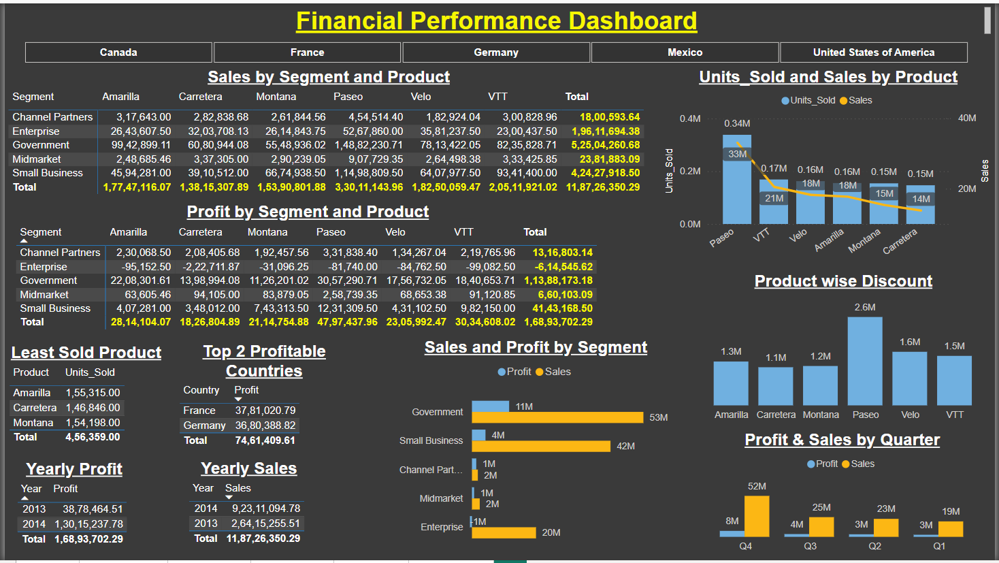 Financial Performance Dashboard
Canada France Germany Mexico United States of America
Sales by Segment and Product
Segment Amarilla Carretera Montana Paseo Velo VTT Total
Channel Partners 3,17,643.00 2,82,838.68 2,61,844.56 4,54,514.40 1,82,924.04 3,00,828.96 18,00,593.64
Enterprise 26,43,607.50 32,03,708.13 26,14,843.75 52,67,860.00 35,81,237.50 23,00,437.50 1,96,11,694.38
Government 99,42,899.11 60,80,944.08 55,48,936.02 1,48,82,230.71 78,13,422.05 82,35,828.71 5,25,04,260.68
Midmarket 2,48,685.46 3,37,305.00 2,90,239.05 9,07,729.35 2,64,498.38 3,33,425.85 23,81,883.09
Small Business 45,94,281.00 39,10,512.00 66,74,938.50 1,14,98,809.50 64,07,977.50 93,41,400.00 4,24,27,918.50
Total 1,77,47,116.07 1,38,15,307.89 1,53,90,801.88 3,30,11,143.96 1,82,50,059.47 2,05,11,921.02 11,87,26,350.29
Profit by Segment and Product
Segment Amarilla Carretera Montana Paseo Velo VTT Total
Channel Partners 2,30,068.50 2,08,405.68 1,92,457.56 3,31,838.40 1,34,267.04 2,19,765.96 13,16,803.14
Enterprise -95,152.50 -2,22,711.87 -31,096.25 -81,740.00 -84,762.50 -99,082.50 -6,14,545.62
Government 22,08,301.61 13,98,994.08 11,26,201.02 30,57,290.71 17,56,732.05 18,40,653.71 1,13,88,173.18
Midmarket 63,605.46 94,105.00 83,879.05 2,58,739.35 68,653.38 91,120.85 6,60,103.09
Small Business 4,07,281.00 3,48,012.00 7,43,313.50 12,31,309.50 4,31,102.50 9,82,150.00 41,43,168.50
Total 28,14,104.07 18,26,804.89 21,14,754.88 47,97,437.96 23,05,992.47 30,34,608.02 1,68,93,702.29
Units_Sold and Sales by Product
Units_Sold Sales
0.4M 40M
0.34M
33M
0.2M 0.17M 0.16M 0.16M 0.15M 0.15M
21M 18M 18M 15M 14M 20M
0.0M
Units_Sold
Sales
Paseo VTT Velo Amarilla Montana Carretera
Product wise Discount
1.3M 1.1M 1.2M 2.6M 1.6M 1.5M
Amarilla Carretera Montana Paseo Velo VTT
Least Sold Product
Product Units_Sold
Amarilla 1,55,315.00
Carretera 1,46,846.00
Montana 1,54,198.00
Total 4,56,359.00
Top 2 Profitable
Countries
Country Profit
France 37,81,020.79
Germany 36,80,388.82
Total 74,61,409.61
Sales and Profit by Segment
Profit Sales
Government 11M 53M
Small Business 4M 42M
Channel Part... 1M 2M
Midmarket 1M 2M
Enterprise -1M 20M
Yearly Profit
Year Profit
2013 38,78,464.51
2014 1,30,15,237.78
Total 1,68,93,702.29
Yearly Sales
Year Sales
2014 9,23,11,094.78
2013 2,64,15,255.51
Total 11,87,26,350.29
Profit & Sales by Quarter
Profit Sales
8M 52M 4M 25M 3M 23M 3M 19M
Q4 Q3 Q2 Q1